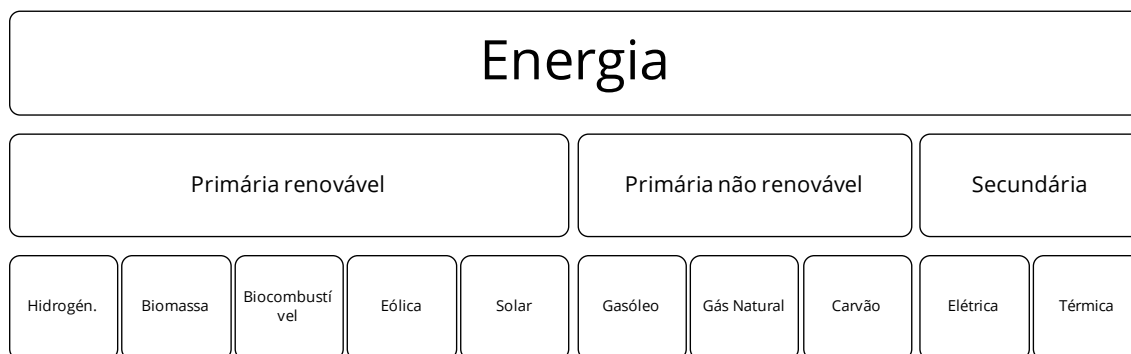 Energia
Primária renovável
Primária não renovável
Secundária
Hidrogén.
Biomassa
Biocombustí
vel
Eólica
Solar
Gasóleo
Gás Natural
Carvão
Elétrica
Térmica